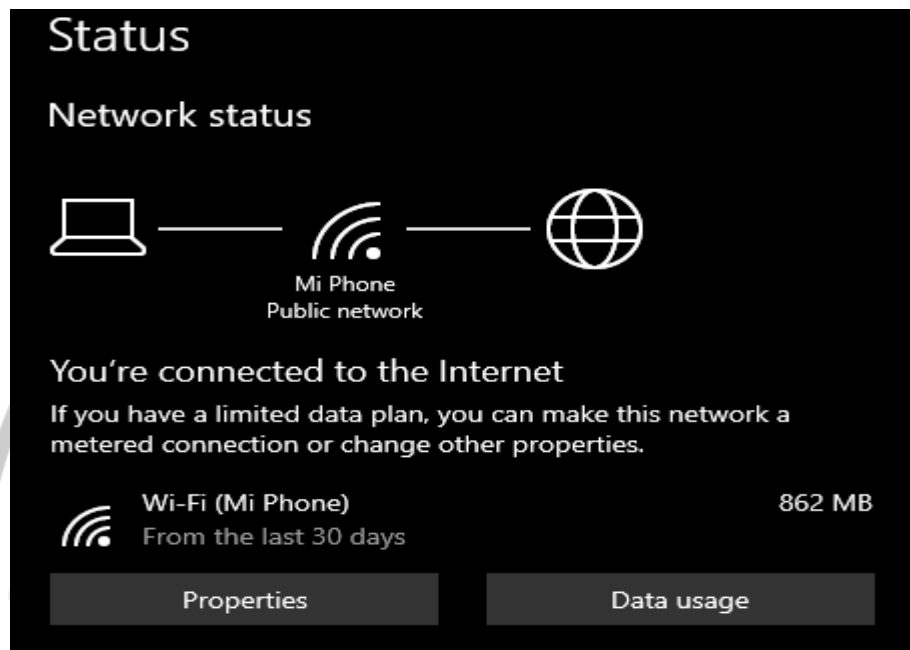 Status
Network status
Mi Phone
Public network
You're connected to the Internet
If you have a limited data plan, you can make this network a
metered connection or change other properties.
Wi-Fi (Mi Phone) 862 MB
From the last 30 days
Properties Data usage